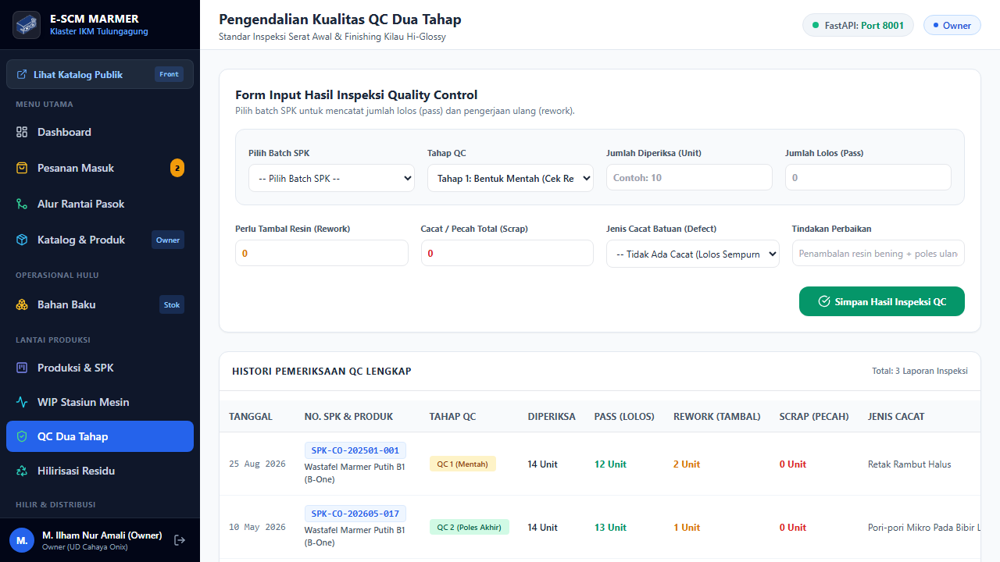 E-SCM MARMER
Klaster IKM Tulungagung
Lihat Katalog Publik
Front
MENU UTAMA
Dashboard
Pesanan Masuk
2
Alur Rantai Pasok
Katalog & Produk
Owner
OPERASIONAL HULU
Bahan Baku
Stok
LANTAI PRODUKSI
Produksi & SPK
WIP Stasiun Mesin
QC Dua Tahap
Hilirisasi Residu
HILIR & DISTRIBUSI
M.
M. Ilham Nur Amali (Owner)
Owner (UD Cahaya Onix)
Pengendalian Kualitas QC Dua Tahap
Standar Inspeksi Serat Awal & Finishing Kilau Hi-Glossy
FastAPI: Port 8001
Owner
Form Input Hasil Inspeksi Quality Control
Pilih batch SPK untuk mencatat jumlah lolos (pass) dan pengerjaan ulang (rework).
Pilih Batch SPK
Tahap QC
Jumlah Diperiksa (Unit)
Jumlah Lolos (Pass)
-- Pilih Batch SPK --
Tahap 1: Bentuk Mentah (Cek Re
Contoh: 10
0
Perlu Tambal Resin (Rework)
Cacat / Pecah Total (Scrap)
Jenis Cacat Batuan (Defect)
Tindakan Perbaikan
0
0
-- Tidak Ada Cacat (Lolos Sempurn
Penambalan resin bening + poles ulan
Simpan Hasil Inspeksi QC
HISTORI PEMERIKSAAN QC LENGKAP
Total: 3 Laporan Inspeksi
TANGGAL
NO. SPK & PRODUK
TAHAP QC
DIPERIKSA
PASS (LOLOS)
REWORK (TAMBAL)
SCRAP (PECAH)
JENIS CACAT
25 Aug 2026
SPK-CO-202501-001
Wastafel Marmer Putih B1
(B-One)
QC 1 (Mentah)
14 Unit
12 Unit
2 Unit
0 Unit
Retak Rambut Halus
10 May 2026
SPK-CO-202605-017
Wastafel Marmer Putih B1
(B-One)
QC 2 (Poles Akhir)
14 Unit
13 Unit
1 Unit
0 Unit
Pori-pori Mikro Pada Bibir L